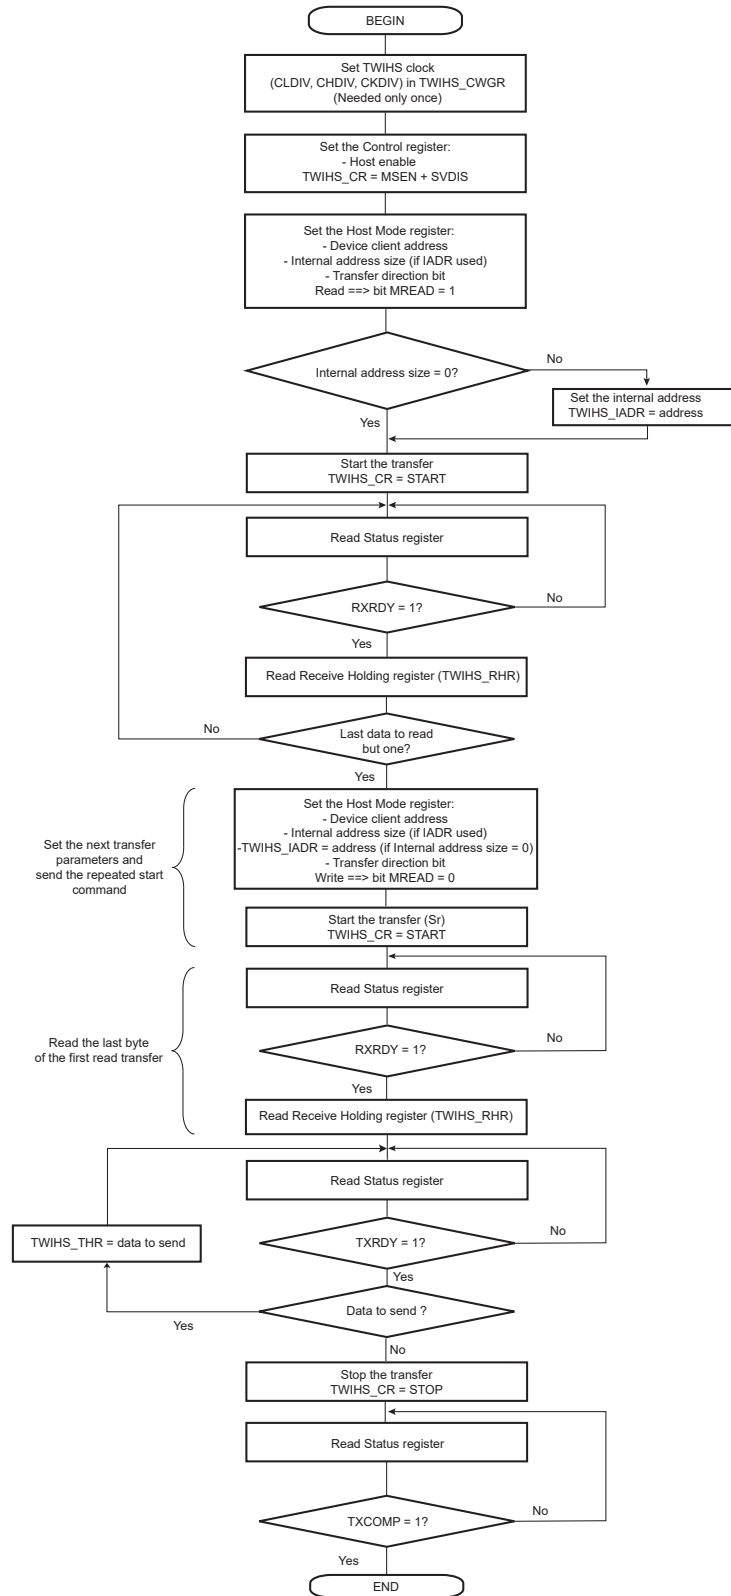 BEGIN
Set TWIHS clock
(CLDIV, CHDIV, CKDIV) in TWIHS_CWGR
(Needed only once)
Set the Control register:
- Host enable
TWIHS_CR = MSEN + SVDIS
Set the Host Mode register:
- Device client address
- Internal address size (if IADR used)
- Transfer direction bit
Read ==> bit MREAD = 1
Internal address size = 0?
No
Set the internal address
TWIHS_IADR = address
Yes
Start the transfer
TWIHS_CR = START
Read Status register
RXRDY = 1?
No
Yes
Read Receive Holding register (TWIHS_RHR)
Last data to read
but one?
No
Yes
Set the next transfer
parameters and
send the repeated start
command
Set the Host Mode register:
- Device client address
- Internal address size (if IADR used)
-TWIHS_IADR = address (if Internal address size = 0)
- Transfer direction bit
Write ==> bit MREAD = 0
Start the transfer (Sr)
TWIHS_CR = START
Read the last byte
of the first read transfer
Read Status register
RXRDY = 1?
No
Yes
Read Receive Holding register (TWIHS_RHR)
Read Status register
TWIHS_THR = data to send
TXRDY = 1?
No
Yes
Data to send ?
Yes
No
Stop the transfer
TWIHS_CR = STOP
Read Status register
TXCOMP = 1?
No
Yes
END